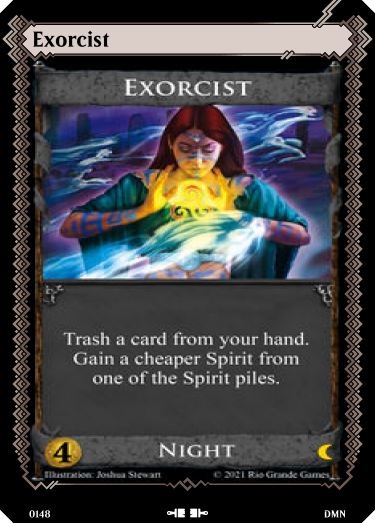 Exorcist
EXORCIST
Trash a card from your hand.
Gain a cheaper Spirit from
one of the Spirit piles.
4
NIGHT
Illustration: Joshua Stewart
© 2021 Rio Grande Games
0148
DMN